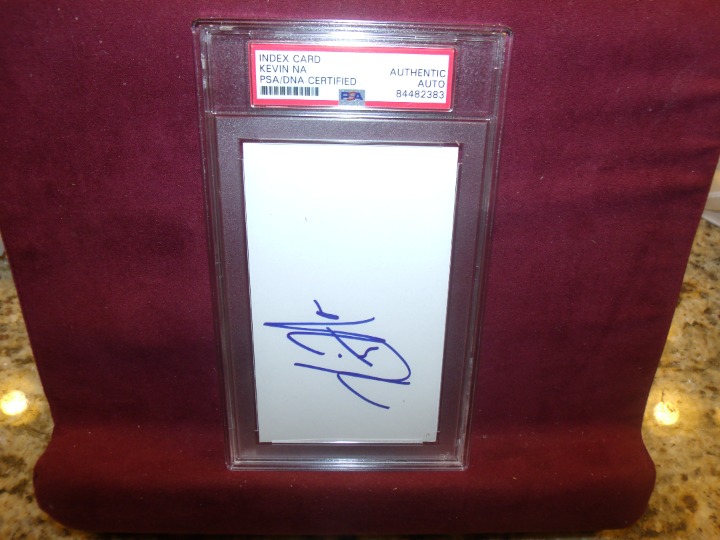 INDEX CARD
KEVIN NA
PSA/DNA CERTIFIED
AUTHENTIC
AUTO
84482383
PSA